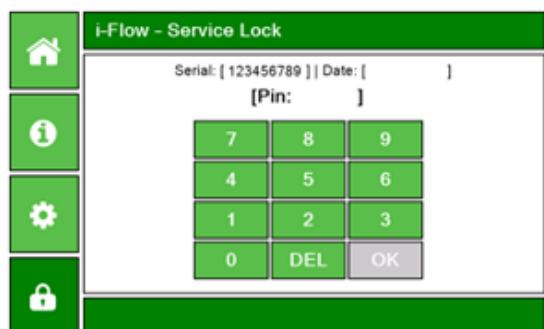 i-Flow - Service Lock
Serial: [ 123456789 ] | Date: [ ]
[Pin: ]
7 8 9
4 5 6
1 2 3
0 DEL OK